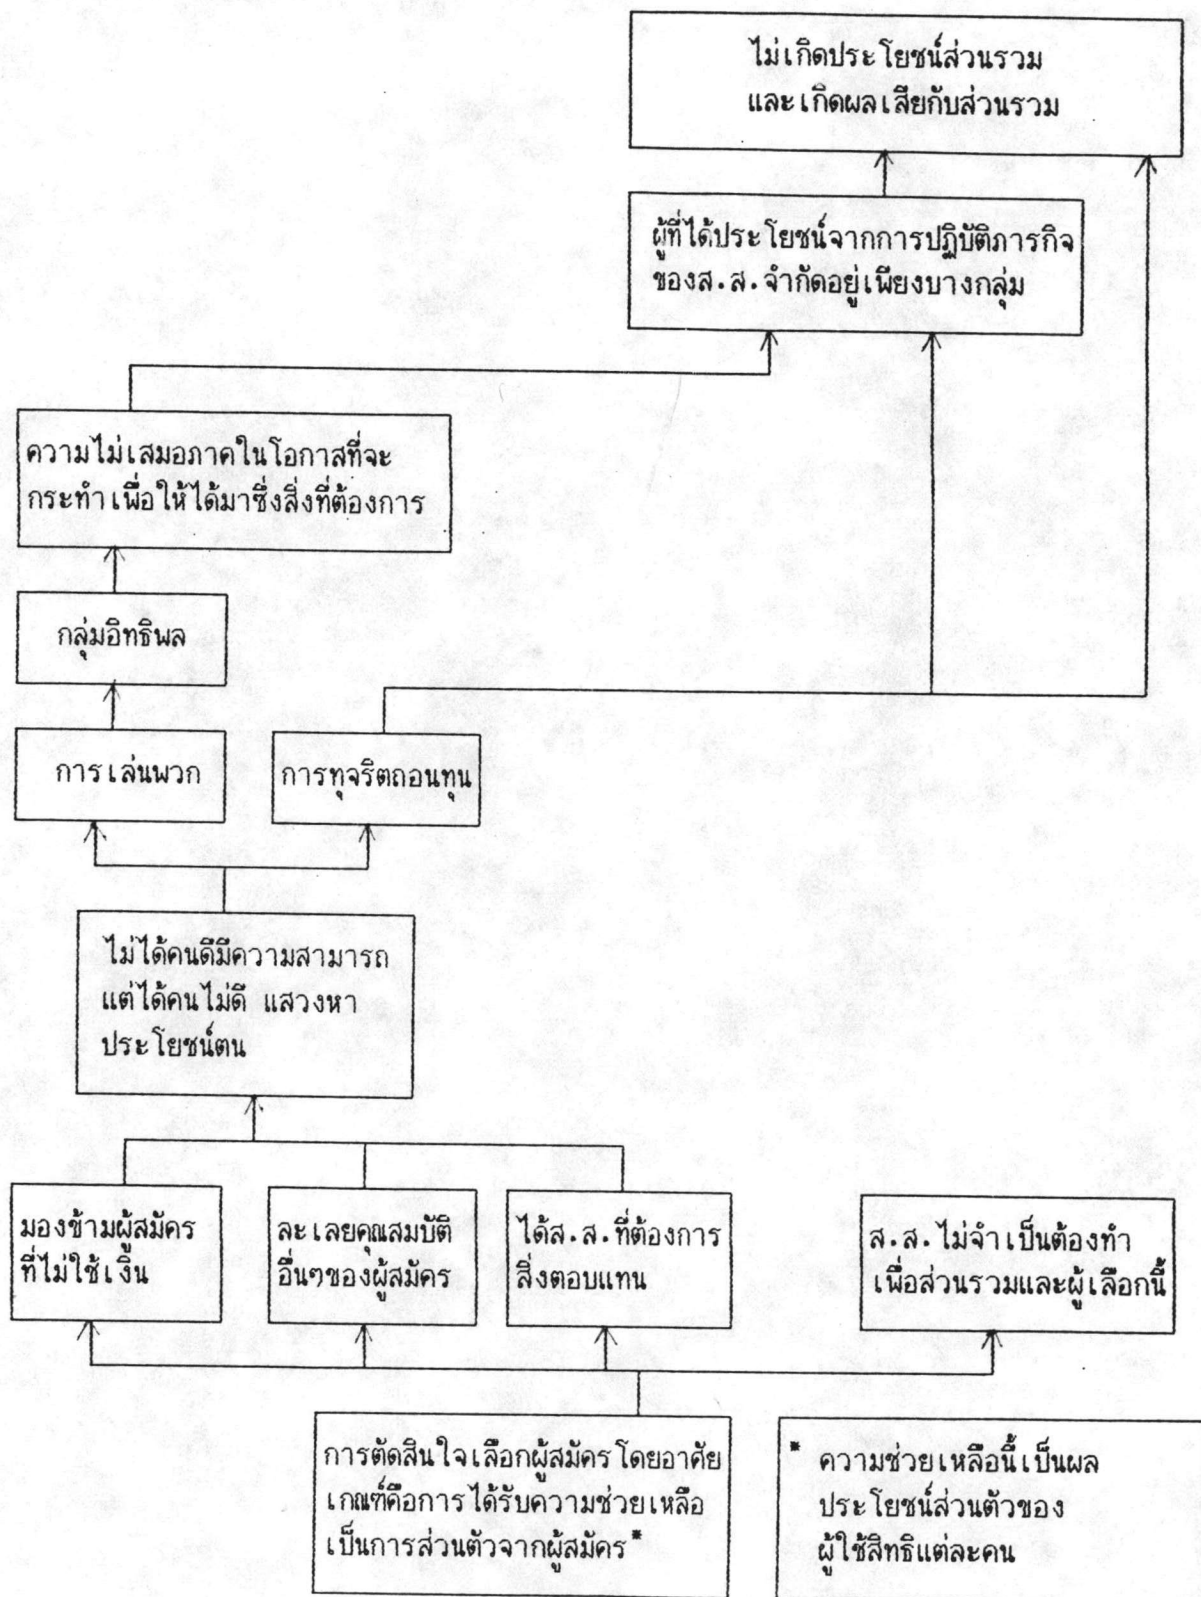 ไม่เกิดประโยชน์ส่วนรวม
และเกิดผลเสียกับส่วนรวม
ผู้ที่ได้ประโยชน์จากการปฏิบัติภารกิจ
ของส.ส.จำกัดอยู่เพียงบางกลุ่ม
ความไม่เสมอภาคในโอกาสที่จะ
กระทำเพื่อให้ได้มาซึ่งสิ่งที่ต้องการ
กลุ่มอิทธิพล
การเล่นพวก
การทุจริตถอนทุน
ไม่ได้คนดีมีความสามารถ
แต่ได้คนไม่ดี แสวงหา
ประโยชน์ตน
มองข้ามผู้สมัคร
ที่ไม่ใช้เงิน
ละเลยคุณสมบัติ
อื่นๆของผู้สมัคร
ได้ส.ส.ที่ต้องการ
สิ่งตอบแทน
ส.ส.ไม่จำเป็นต้องทำ
เพื่อส่วนรวมและผู้เลือกนี้
การตัดสินใจเลือกผู้สมัครโดยอาศัย
เกณฑ์คือการได้รับความช่วยเหลือ
เป็นการส่วนตัวจากผู้สมัคร*
* ความช่วยเหลือนี้เป็นผล
ประโยชน์ส่วนตัวของ
ผู้ใช้สิทธิแต่ละคน